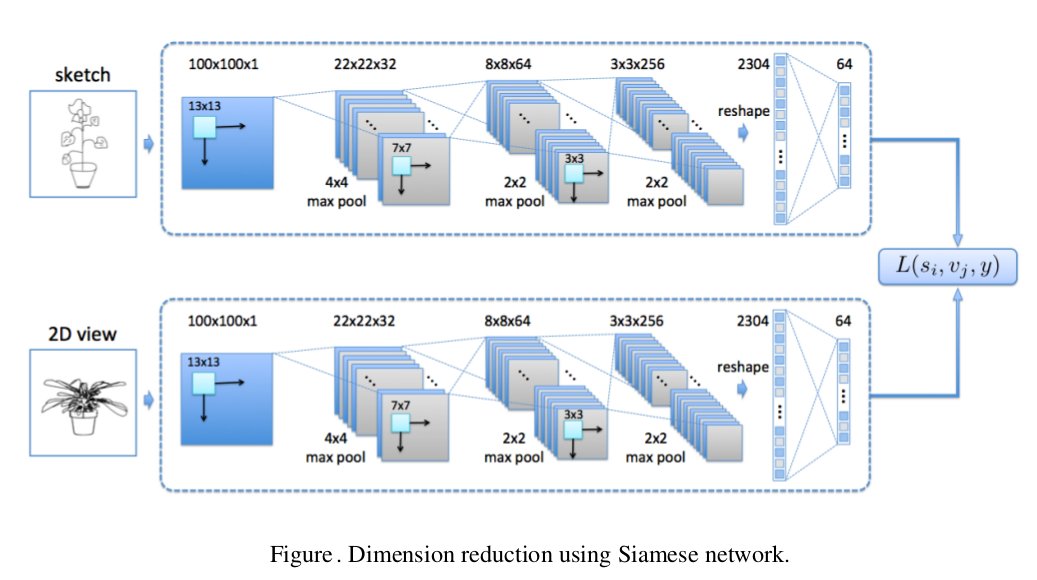 sketch
100x100x1
22x22x32
8x8x64
3x3x256
2304
64
13x13
reshape
7x7
3x3
4x4
max pool
2x2
max pool
2x2
max pool
L(s_i, v_j, y)
2D view
100x100x1
22x22x32
8x8x64
3x3x256
2304
64
13x13
reshape
7x7
3x3
4x4
max pool
2x2
max pool
2x2
max pool
Figure. Dimension reduction using Siamese network.